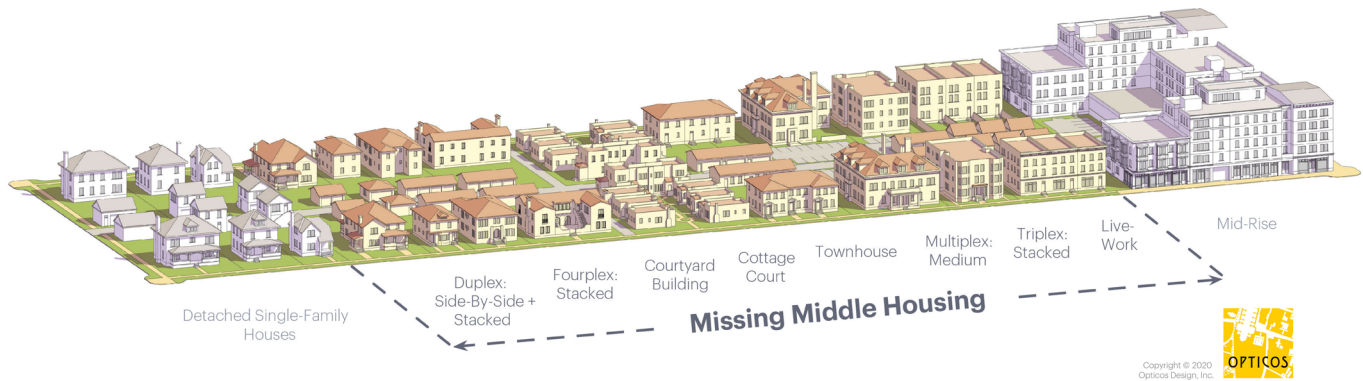 Detached Single-Family
Houses
Duplex:
Side-By-Side +
Stacked
Fourplex:
Stacked
Courtyard
Building
Cottage
Court
Townhouse
Multiplex:
Medium
Triplex:
Stacked
Live-
Work
Mid-Rise
Missing Middle Housing
Copyright © 2020
Opticos Design, Inc.
OPTICOS